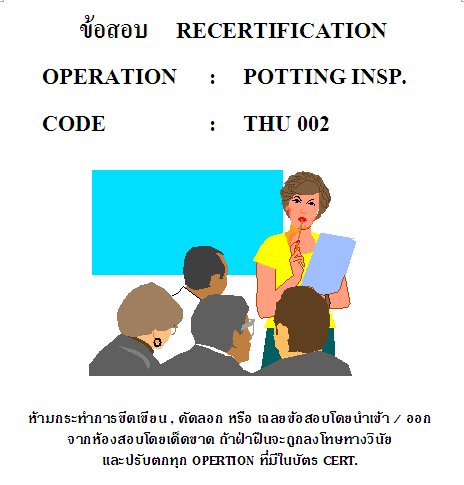 ข้อสอบ RECERTIFICATION
OPERATION : POTTING INSP.
CODE : THU 002
ห้ามกระทำการขีดเขียน , คัดลอก หรือ เฉลยข้อสอบโดยนำเข้า / ออก
จากห้องสอบโดยเด็ดขาด ถ้าฝ่าฝืนจะถูกลงโทษทางวินัย
และปรับตกทุก OPERTION ที่มีในบัตร CERT.